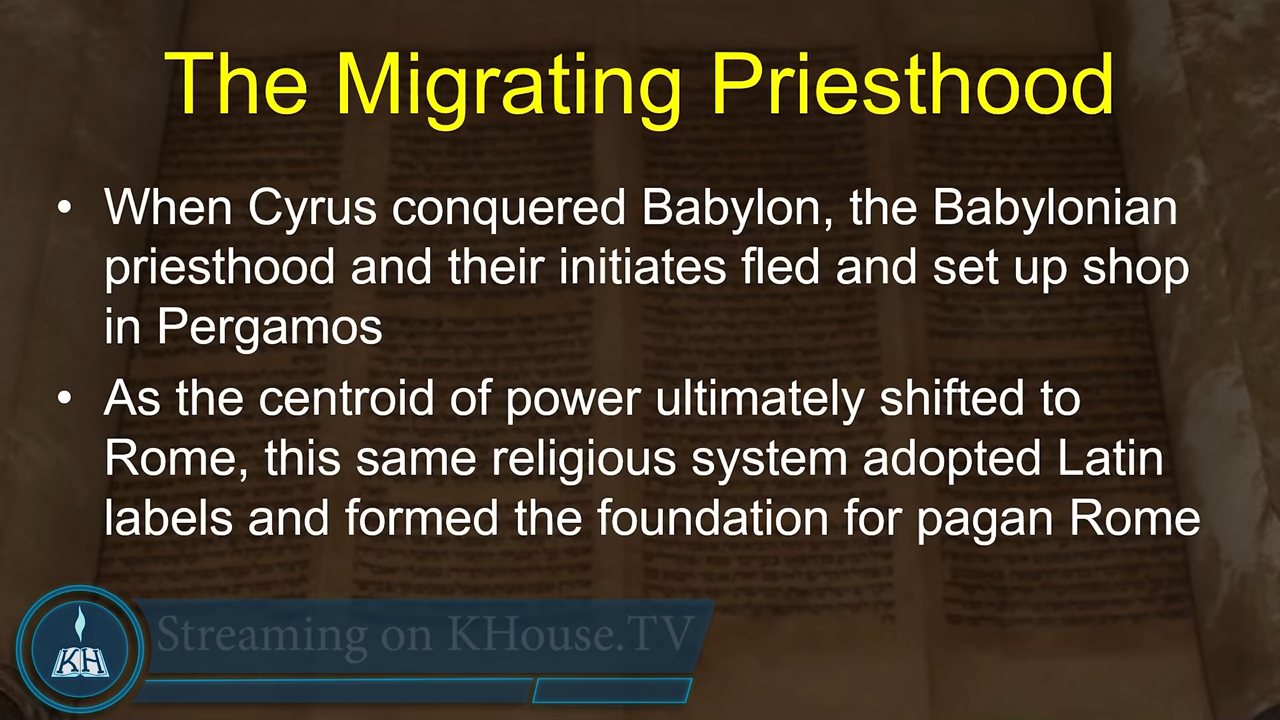 The Migrating Priesthood
• When Cyrus conquered Babylon, the Babylonian
priesthood and their initiates fled and set up shop
in Pergamos
• As the centroid of power ultimately shifted to
Rome, this same religious system adopted Latin
labels and formed the foundation for pagan Rome
Streaming on KHouse.TV
KH